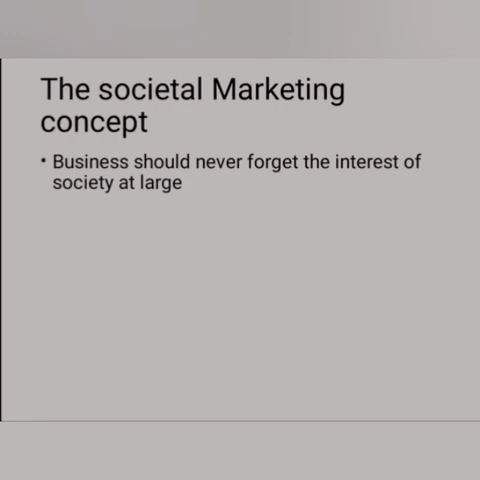 The societal Marketing
concept
• Business should never forget the interest of
society at large